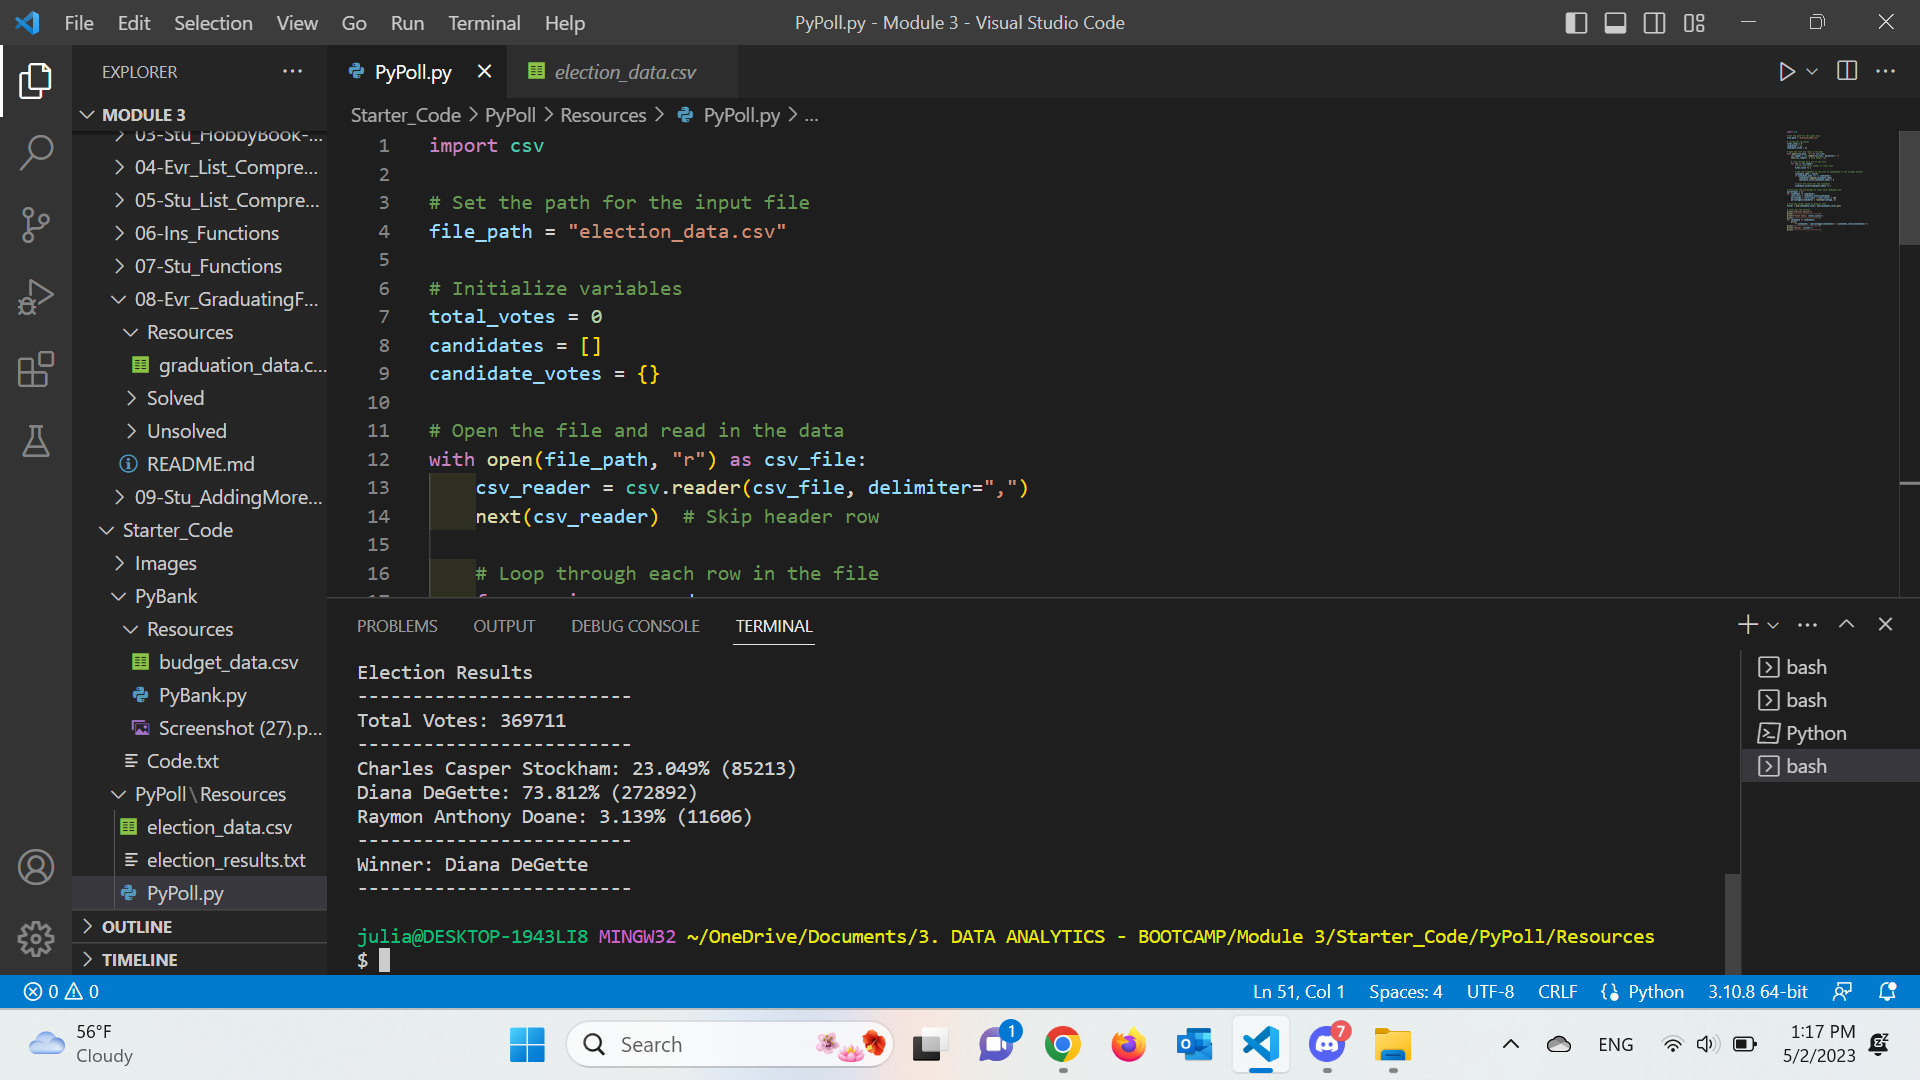 File Edit Selection View Go Run Terminal Help
PyPoll.py - Module 3 - Visual Studio Code
EXPLORER
MODULE 3
03-Stu_HobbyBook-...
04-Evr_List_Compre...
05-Stu_List_Compre...
06-Ins_Functions
07-Stu_Functions
08-Evr_GraduatingF...
Resources
graduation_data.c...
Solved
Unsolved
README.md
09-Stu_AddingMore...
Starter_Code
Images
PyBank
Resources
budget_data.csv
PyBank.py
Screenshot (27).p...
Code.txt
PyPoll\Resources
election_data.csv
election_results.txt
PyPoll.py
OUTLINE
TIMELINE
PyPoll.py
election_data.csv
Starter_Code > PyPoll > Resources > PyPoll.py > ...
1 import csv
2
3 # Set the path for the input file
4 file_path = "election_data.csv"
5
6 # Initialize variables
7 total_votes = 0
8 candidates = []
9 candidate_votes = {}
10
11 # Open the file and read in the data
12 with open(file_path, "r") as csv_file:
13 csv_reader = csv.reader(csv_file, delimiter=",")
14 next(csv_reader)  # Skip header row
15
16 # Loop through each row in the file
PROBLEMS OUTPUT DEBUG CONSOLE TERMINAL
Election Results
-------------------------
Total Votes: 369711
-------------------------
Charles Casper Stockham: 23.049% (85213)
Diana DeGette: 73.812% (272892)
Raymon Anthony Doane: 3.139% (11606)
-------------------------
Winner: Diana DeGette
-------------------------
julia@DESKTOP-1943LI8 MINGW32 ~/OneDrive/Documents/3. DATA ANALYTICS - BOOTCAMP/Module 3/Starter_Code/PyPoll/Resources
$
bash
bash
Python
bash
0 0
Ln 51, Col 1 Spaces: 4 UTF-8 CRLF Python 3.10.8 64-bit
56°F
Cloudy
Search
1
7
ENG
1:17 PM
5/2/2023